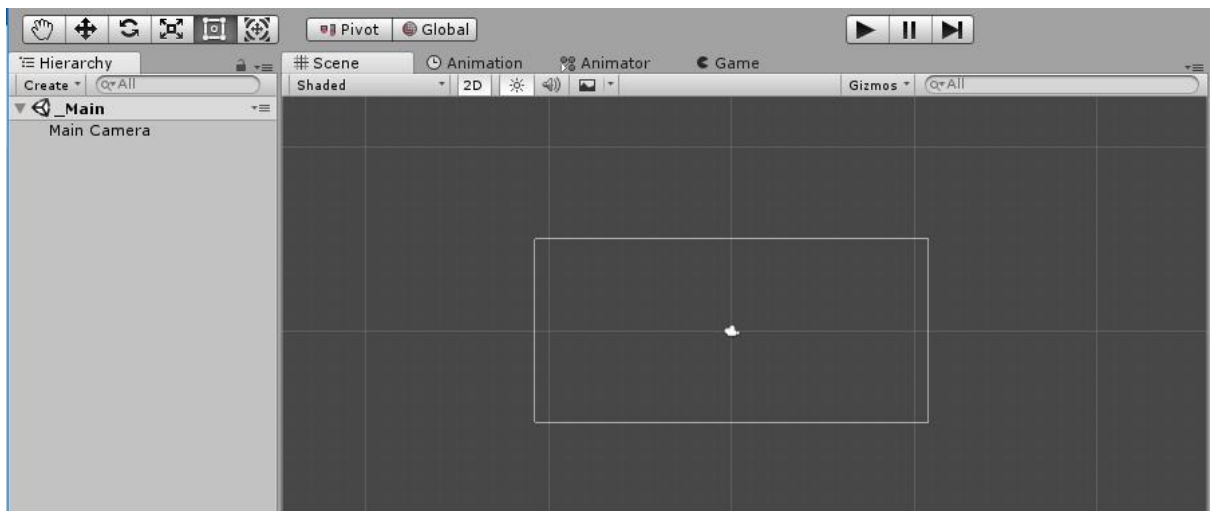 Pivot Global
Hierarchy
# Scene Animation Animator Game
Create All
Shaded 2D Gizmos All
_Main
Main Camera